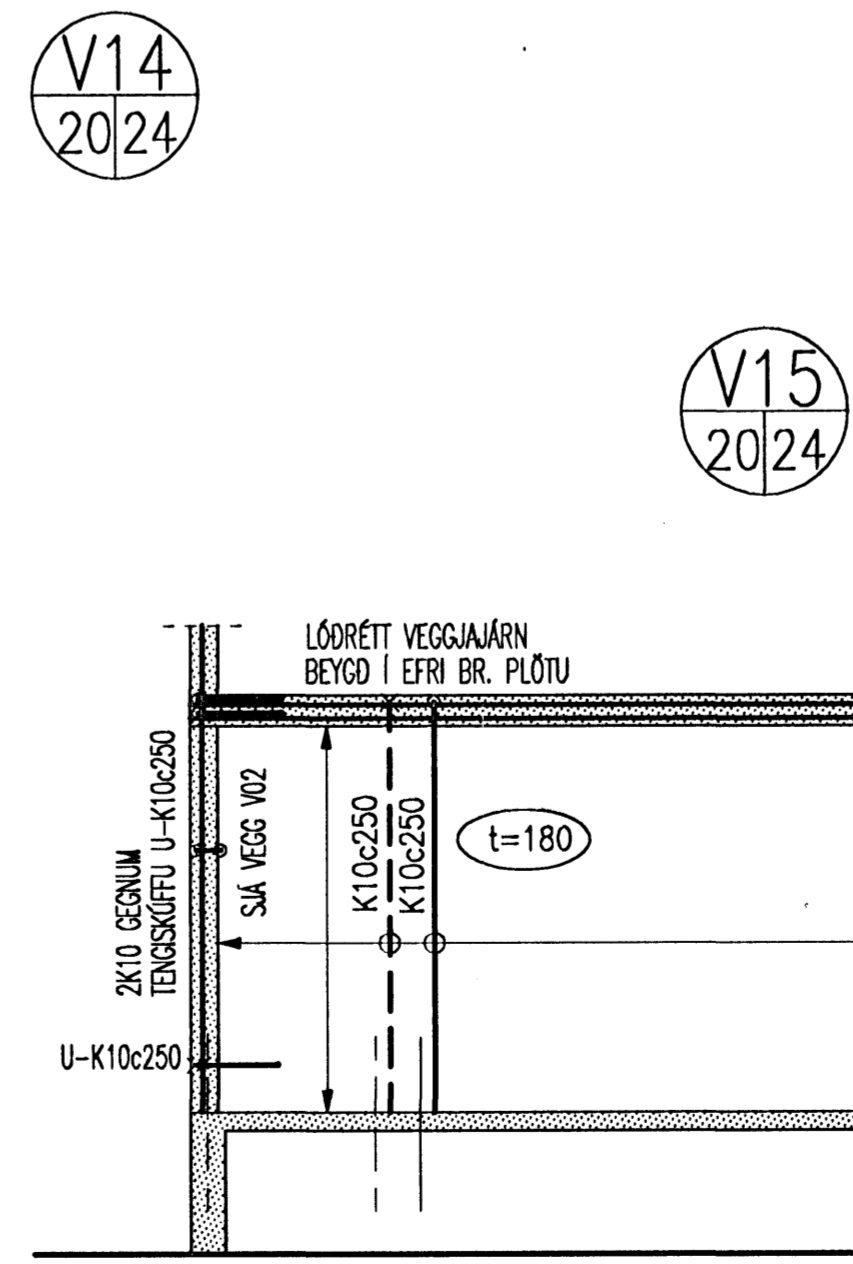 V14
20 24
V15
20 24
LÓÐRÉTT VEGGJAJÁRN
BEYGÐ Í EFRI BR. PLÖTU
2K10 GEGNUM
TENGISKÚFFU U-K10c250
SJÁ VEGG V02
K10c250
K10c250
t=180
U-K10c250